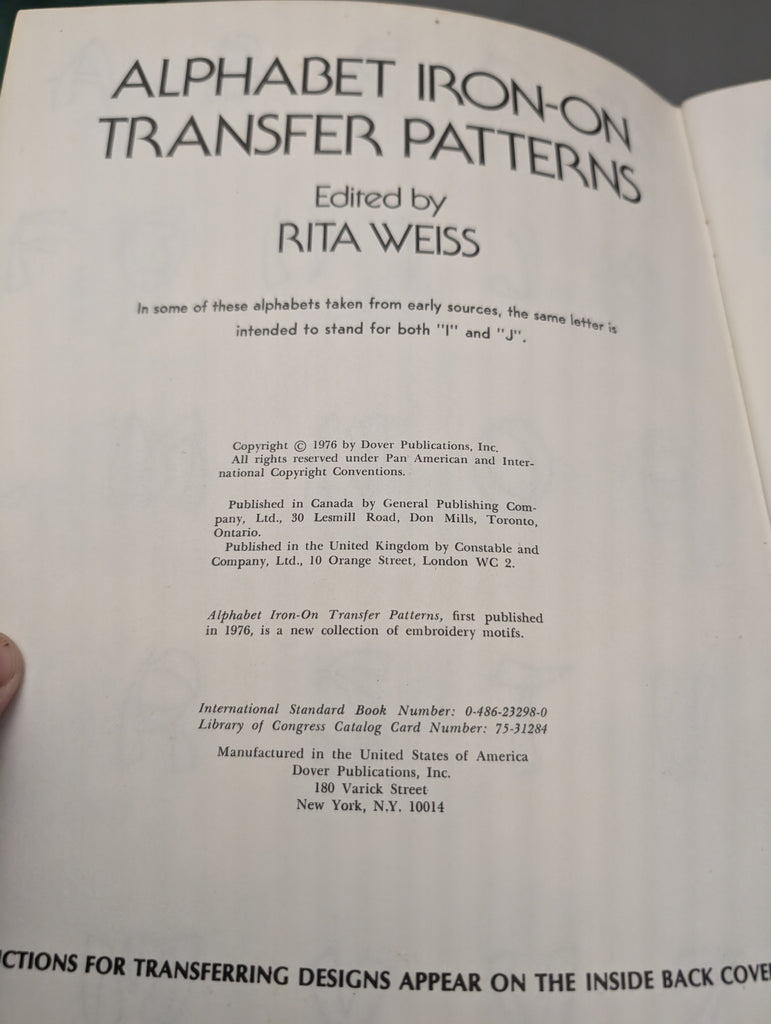 ALPHABET IRON-ON
TRANSFER PATTERNS
Edited by
RITA WEISS
In some of these alphabets taken from early sources, the same letter is
intended to stand for both "I" and "J".
Copyright © 1976 by Dover Publications, Inc.
All rights reserved under Pan American and Inter-
national Copyright Conventions.
Published in Canada by General Publishing Com-
pany, Ltd., 30 Lesmill Road, Don Mills, Toronto,
Ontario.
Published in the United Kingdom by Constable and
Company, Ltd., 10 Orange Street, London WC 2.
Alphabet Iron-On Transfer Patterns, first published
in 1976, is a new collection of embroidery motifs.
International Standard Book Number: 0-486-23298-0
Library of Congress Catalog Card Number: 75-31284
Manufactured in the United States of America
Dover Publications, Inc.
180 Varick Street
New York, N.Y. 10014
CTIONS FOR TRANSFERRING DESIGNS APPEAR ON THE INSIDE BACK COVE